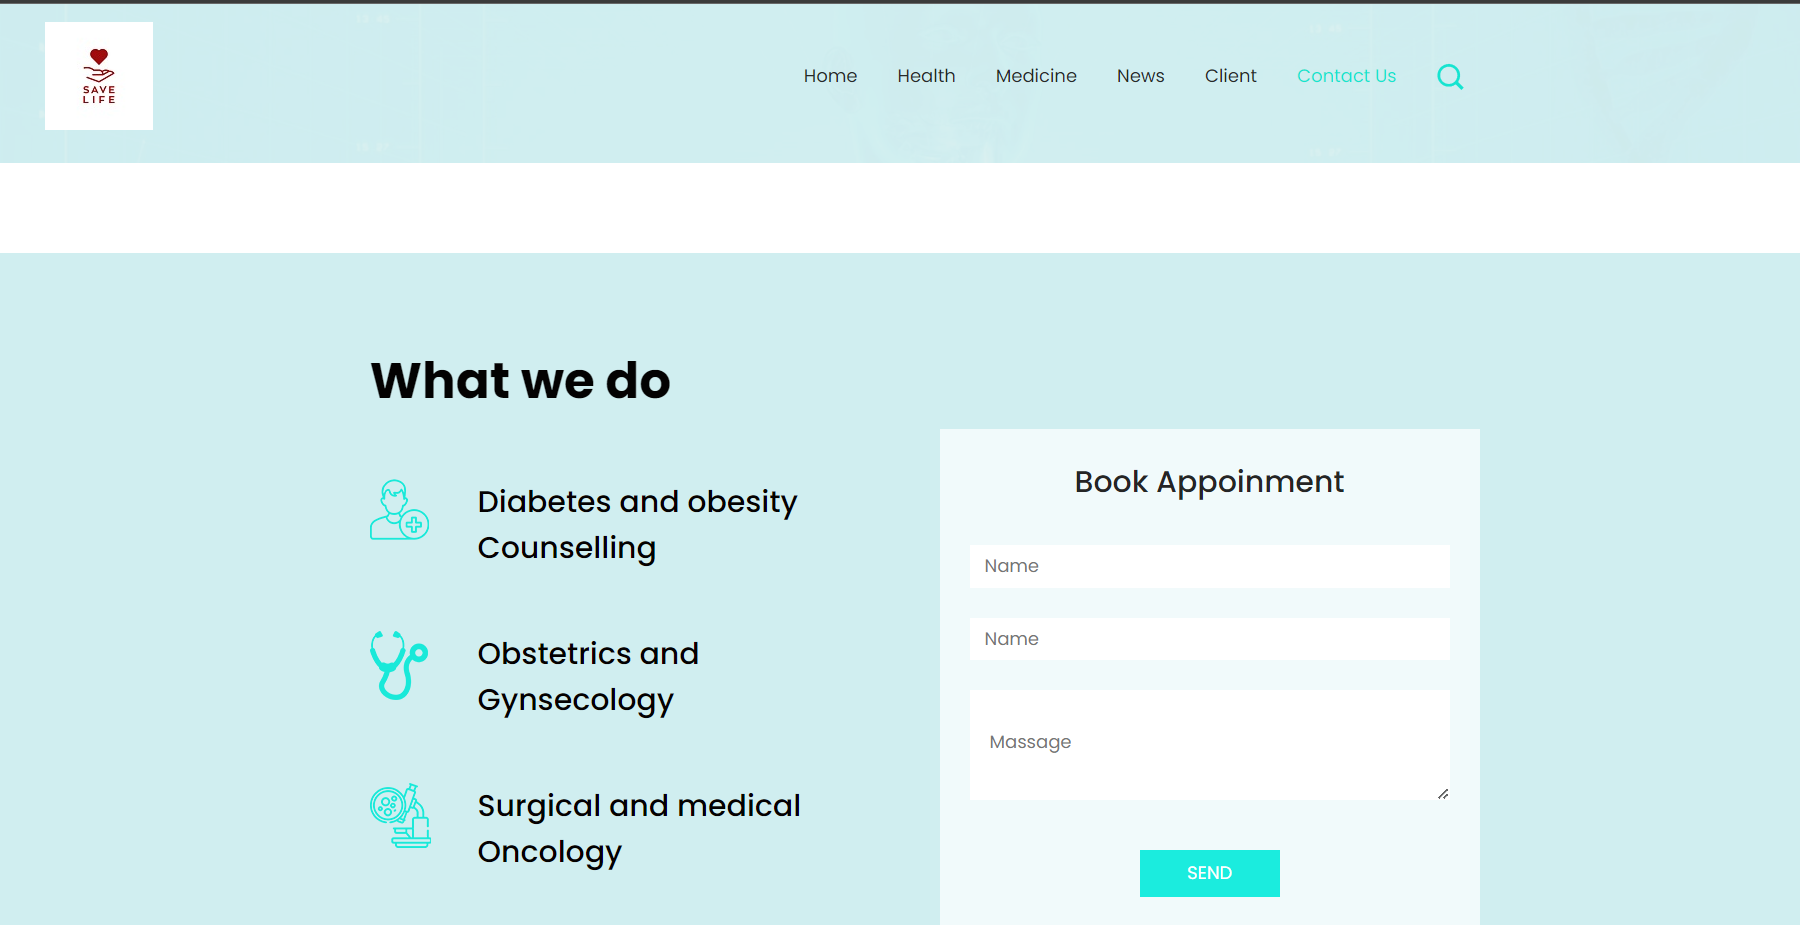 SAVE
LIFE
Home Health Medicine News Client Contact Us
What we do
Diabetes and obesity
Counselling
Obstetrics and
Gynsecology
Surgical and medical
Oncology
Book Appoinment
Name
Name
Massage
SEND